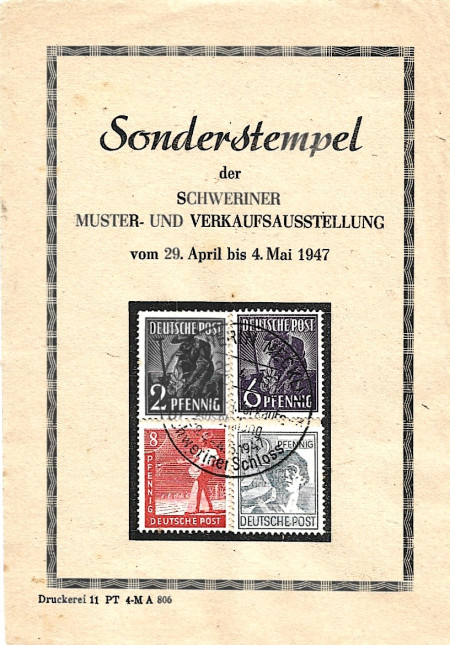 Sonderstempel
der
SCHWERINER
MUSTER- UND VERKAUFSAUSSTELLUNG
vom 29. April bis 4. Mai 1947
DEUTSCHE POST
2 PFENNIG
DEUTSCHE POST
6 PFENNIG
8
PFENNIG
DEUTSCHE POST
PFENNIG
DEUTSCHE POST
1947
Schweriner Schloss
Druckerei 11 PT 4-M A 806